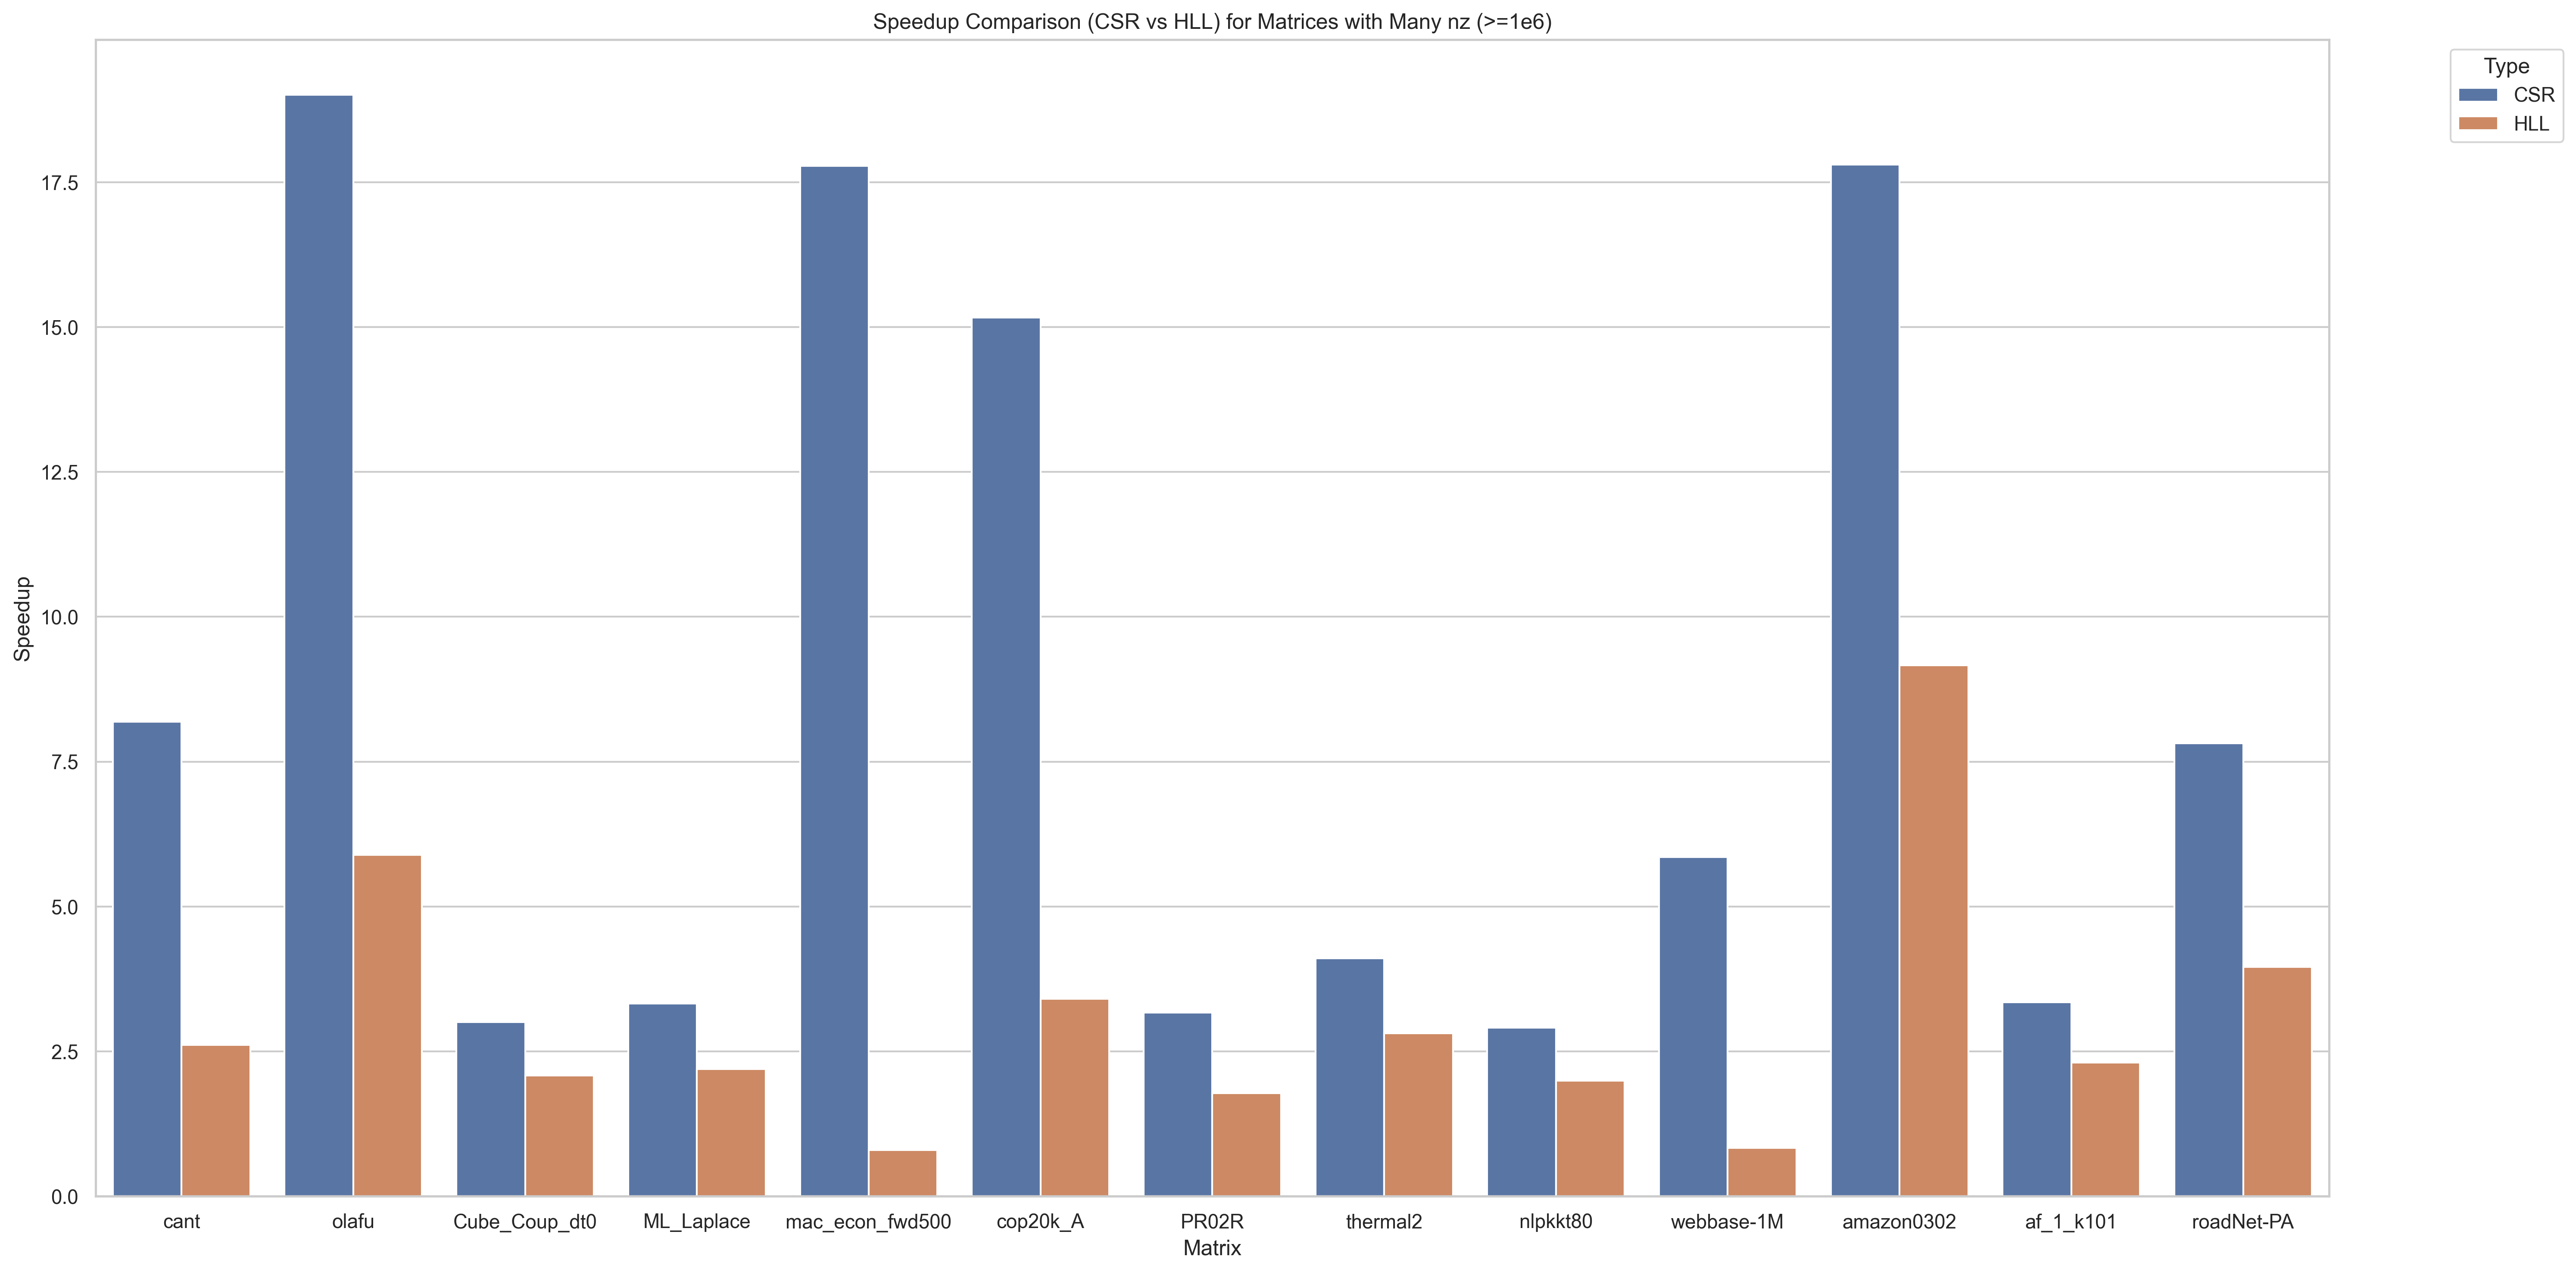 Speedup Comparison (CSR vs HLL) for Matrices with Many nz (>=1e6)
Type
CSR
HLL
Speedup
17.5
15.0
12.5
10.0
7.5
5.0
2.5
0.0
cant olafu Cube_Coup_dt0 ML_Laplace mac_econ_fwd500 cop20k_A PR02R thermal2 nlpkkt80 webbase-1M amazon0302 af_1_k101 roadNet-PA
Matrix